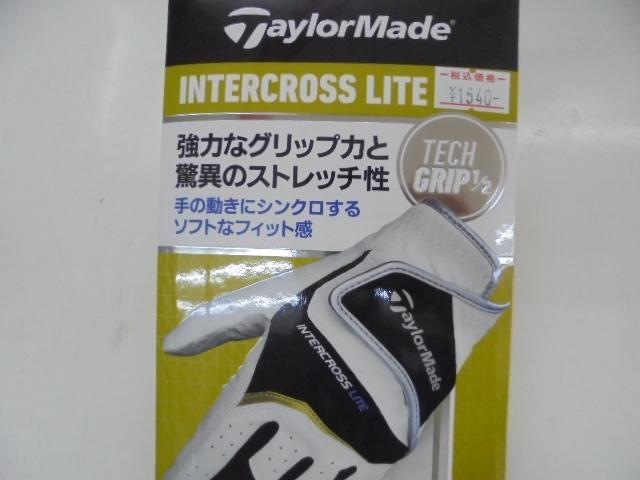 TaylorMade
INTERCROSS LITE
税込価格
¥1540-
強力なグリップ力と
驚異のストレッチ性
手の動きにシンクロする
ソフトなフィット感
TECH
GRIP 1/2
TaylorMade
INTERCROSS LITE